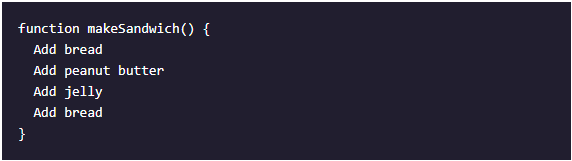 function makeSandwich() {
  Add bread
  Add peanut butter
  Add jelly
  Add bread
}